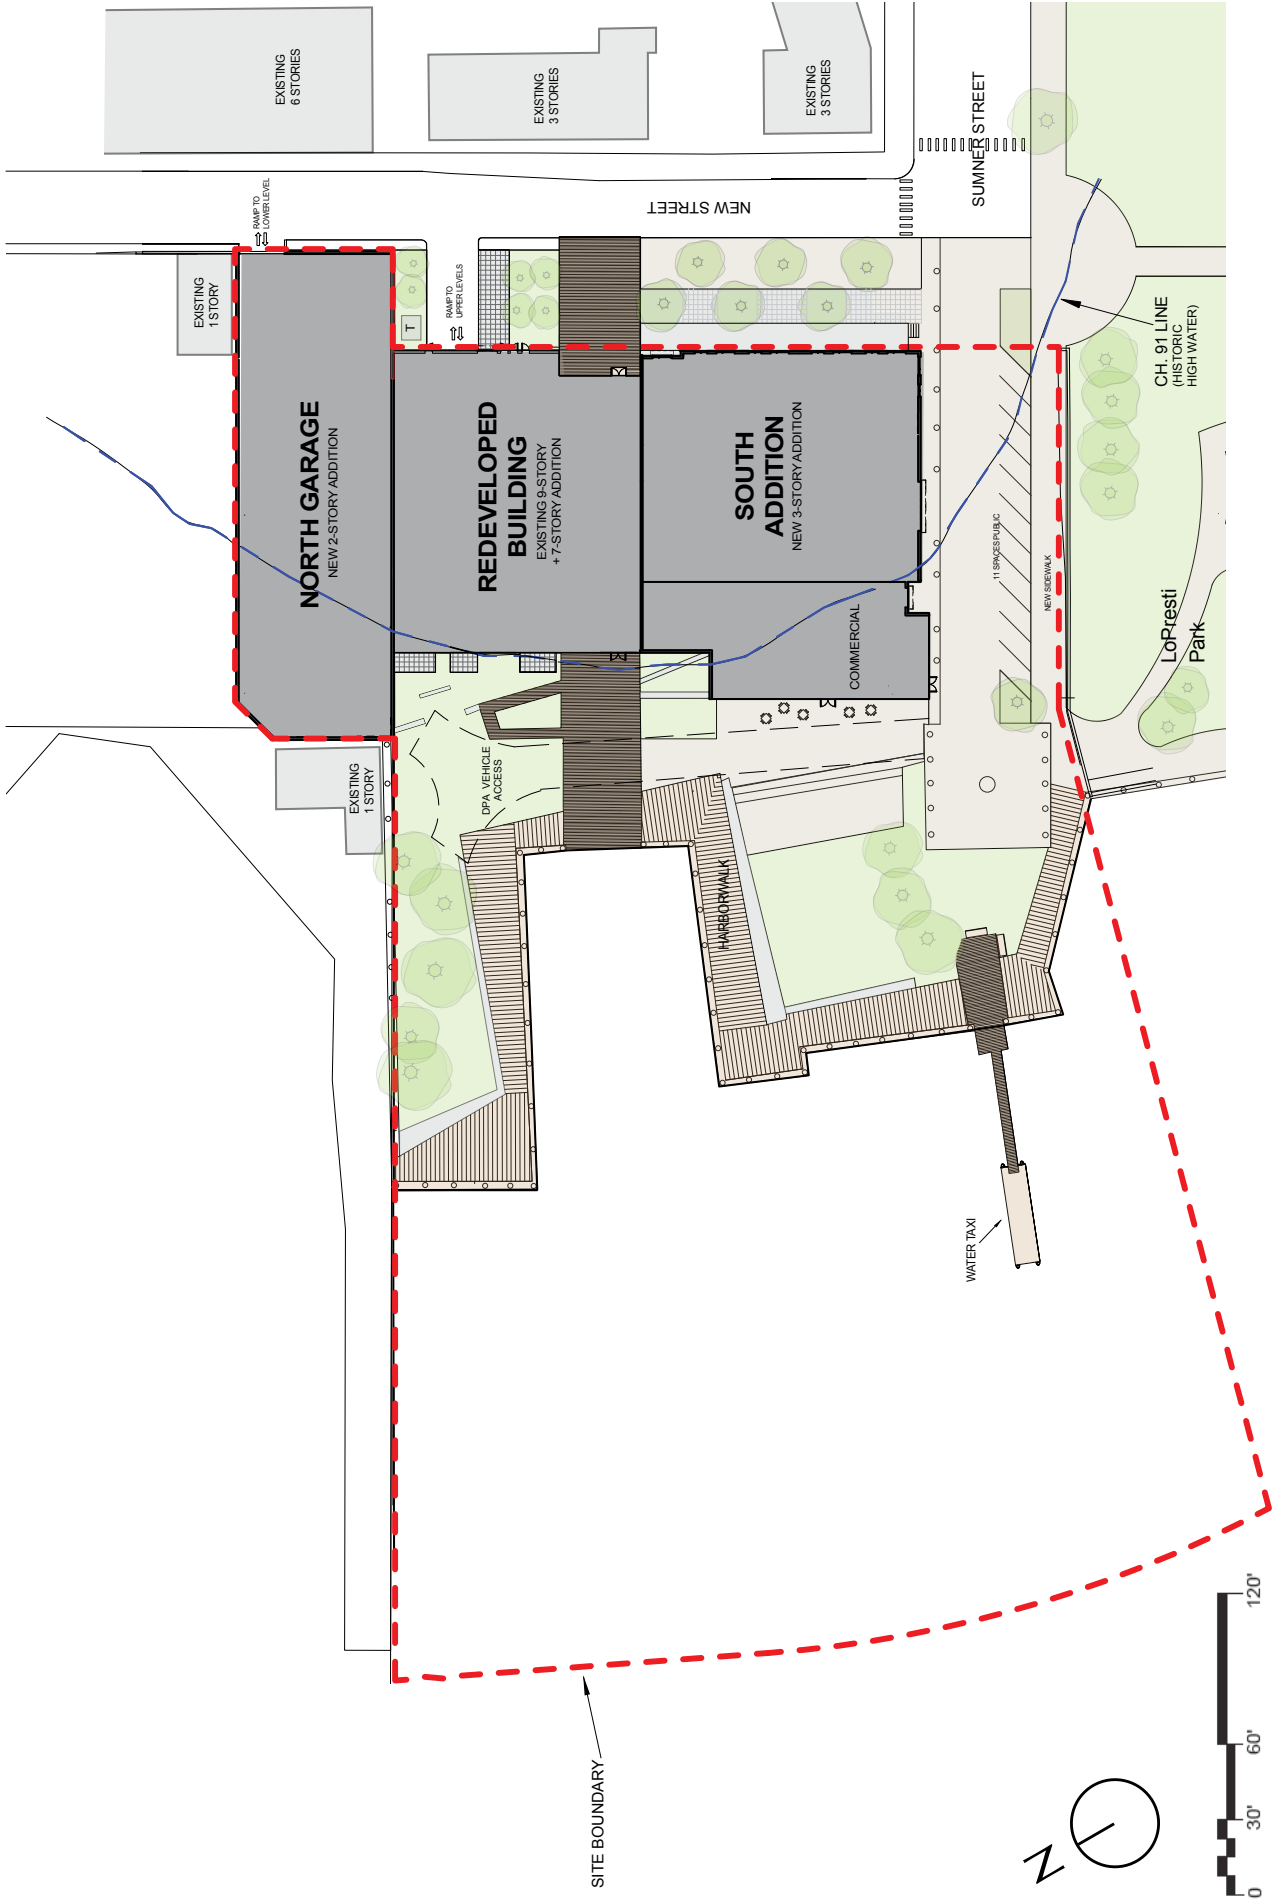 EXISTING
6 STORIES
EXISTING
3 STORIES
EXISTING
3 STORIES
SUMNER STREET
NEW STREET
RAMP TO
LOWER LEVEL
EXISTING
1 STORY
T
RAMP TO
UPPER LEVELS
NORTH GARAGE
NEW 2-STORY ADDITION
REDEVELOPED
BUILDING
EXISTING 9-STORY
+ 7-STORY ADDITION
SOUTH
ADDITION
NEW 3-STORY ADDITION
COMMERCIAL
CH. 91 LINE
(HISTORIC
HIGH WATER)
11 SPACES PUBLIC
NEW SIDEWALK
LoPresti
Park
EXISTING
1 STORY
DPA VEHICLE
ACCESS
HARBORWALK
WATER TAXI
SITE BOUNDARY
N
0 30' 60' 120'